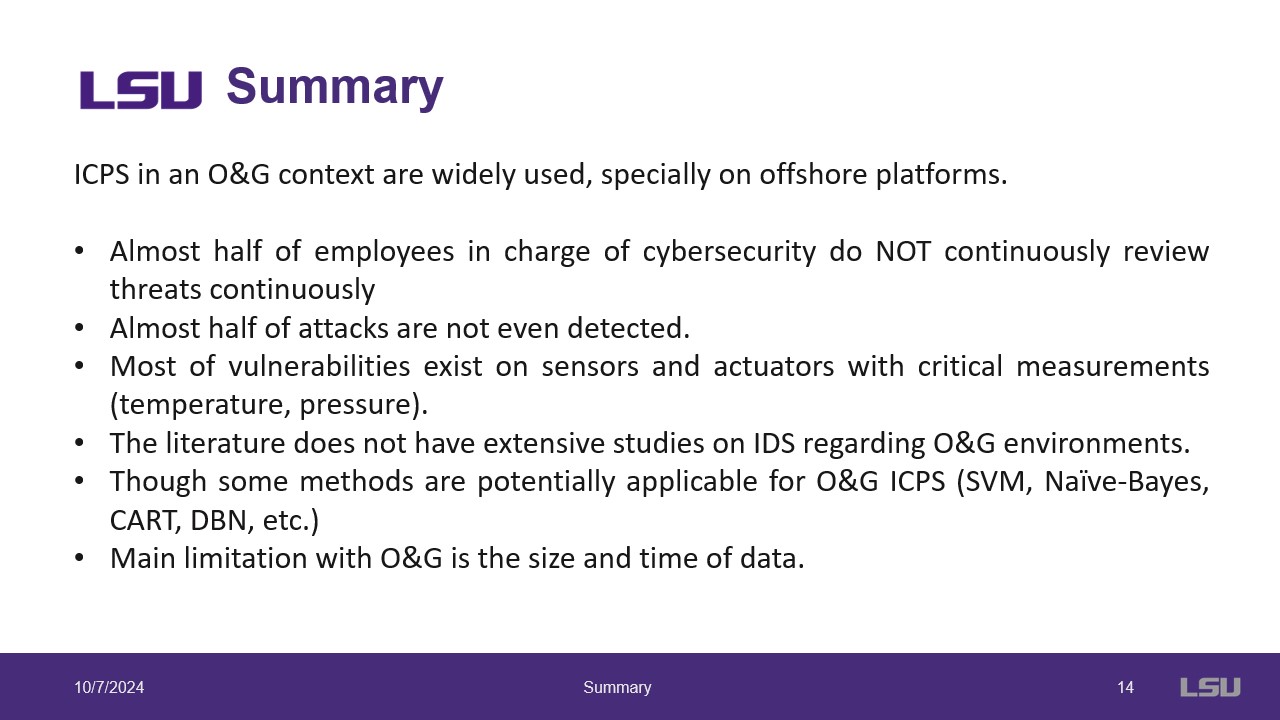 LSU Summary
ICPS in an O&G context are widely used, specially on offshore platforms.
• Almost half of employees in charge of cybersecurity do NOT continuously review
threats continuously
• Almost half of attacks are not even detected.
• Most of vulnerabilities exist on sensors and actuators with critical measurements
(temperature, pressure).
• The literature does not have extensive studies on IDS regarding O&G environments.
• Though some methods are potentially applicable for O&G ICPS (SVM, Naïve-Bayes,
CART, DBN, etc.)
• Main limitation with O&G is the size and time of data.
10/7/2024 Summary 14 LSU